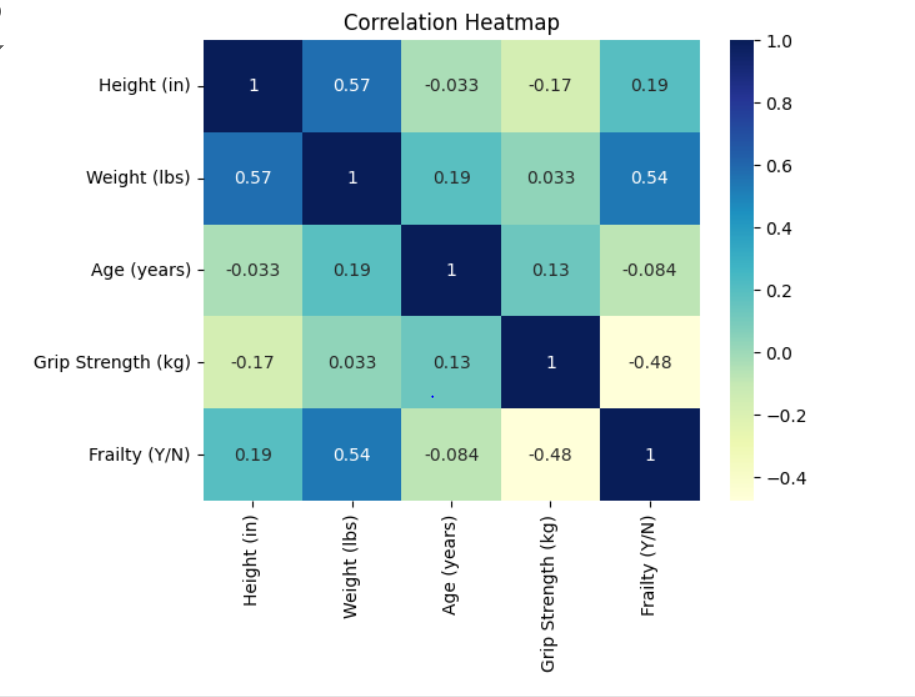 Correlation Heatmap
Height (in) 1 0.57 -0.033 -0.17 0.19
Weight (lbs) 0.57 1 0.19 0.033 0.54
Age (years) -0.033 0.19 1 0.13 -0.084
Grip Strength (kg) -0.17 0.033 0.13 1 -0.48
Frailty (Y/N) 0.19 0.54 -0.084 -0.48 1
Height (in)
Weight (lbs)
Age (years)
Grip Strength (kg)
Frailty (Y/N)
1.0
0.8
0.6
0.4
0.2
0.0
−0.2
−0.4